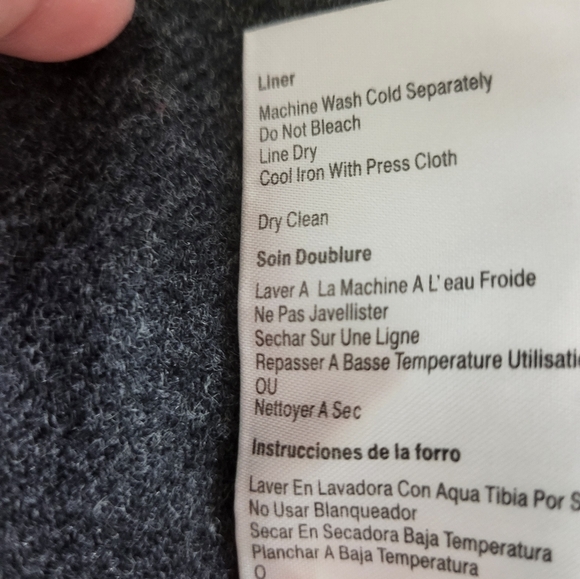 Liner
Machine Wash Cold Separately
Do Not Bleach
Line Dry
Cool Iron With Press Cloth
Dry Clean
Soin Doublure
Laver A La Machine A L' eau Froide
Ne Pas Javellister
Sechar Sur Une Ligne
Repasser A Basse Temperature Utilisati
OU
Nettoyer A Sec
Instrucciones de la forro
Laver En Lavadora Con Aqua Tibia Por S
No Usar Blanqueador
Secar En Secadora Baja Temperatura
Planchar A Baja Temperatura
O